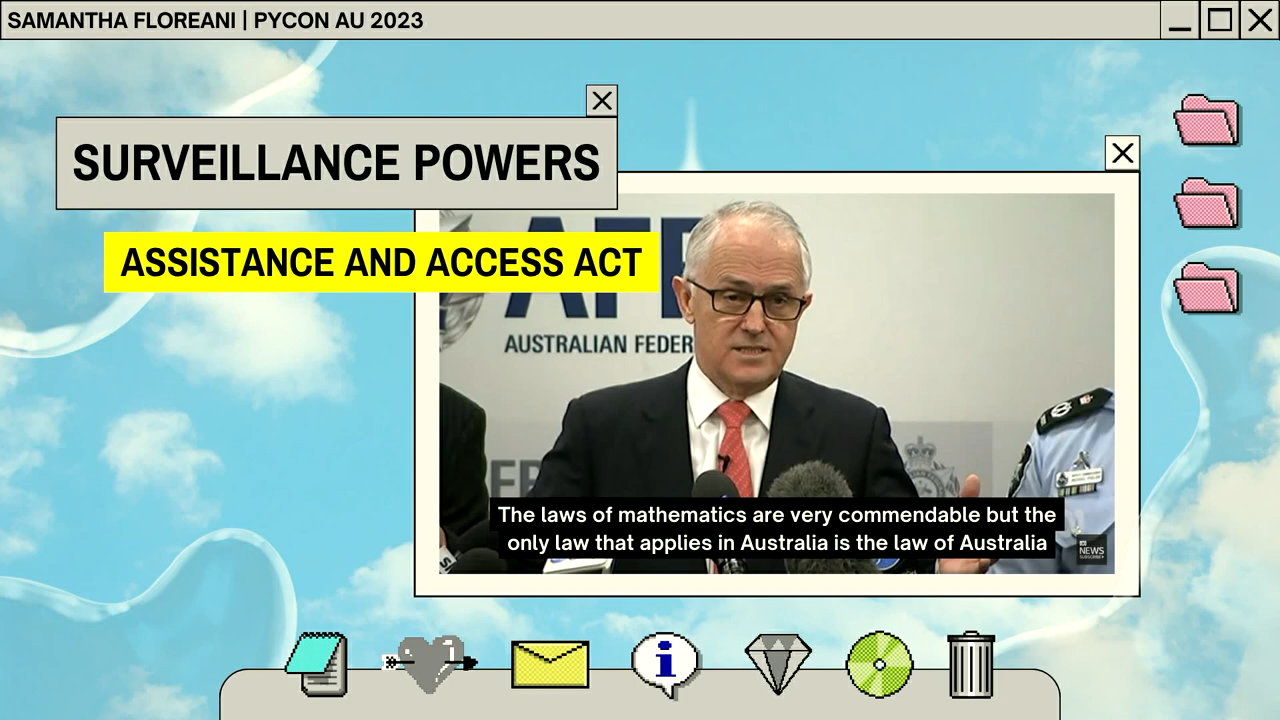 SAMANTHA FLOREANI | PYCON AU 2023
SURVEILLANCE POWERS
ASSISTANCE AND ACCESS ACT
AF
AUSTRALIAN FEDER
The laws of mathematics are very commendable but the
only law that applies in Australia is the law of Australia
NEWS
i